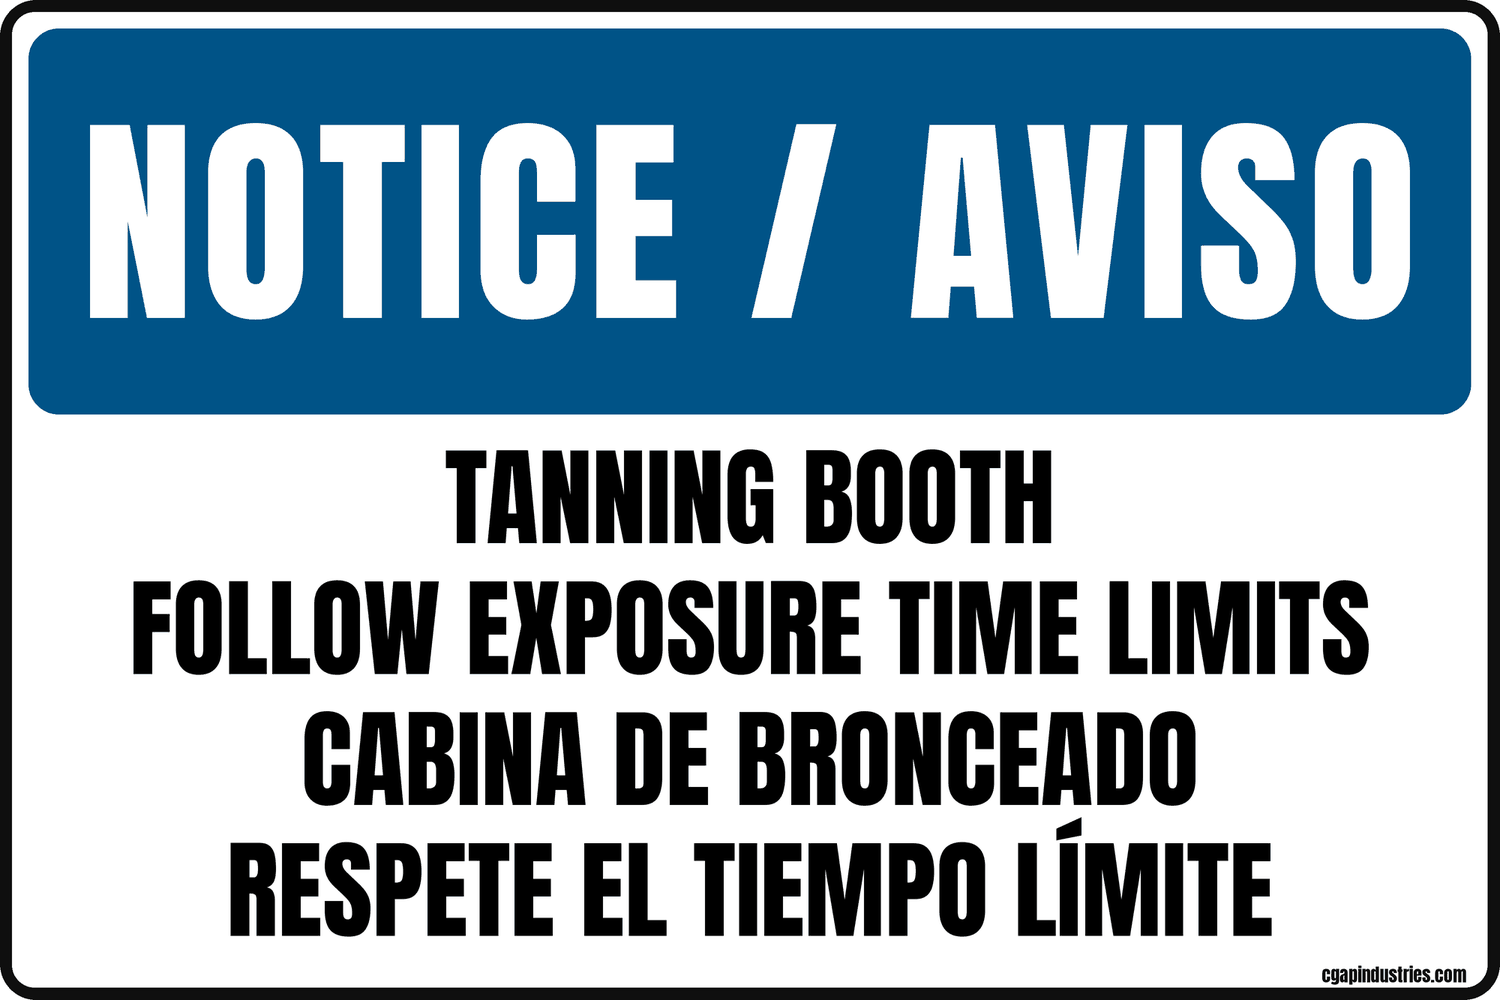 NOTICE / AVISO
TANNING BOOTH
FOLLOW EXPOSURE TIME LIMITS
CABINA DE BRONCEADO
RESPETE EL TIEMPO LÍMITE
cgapindustries.com